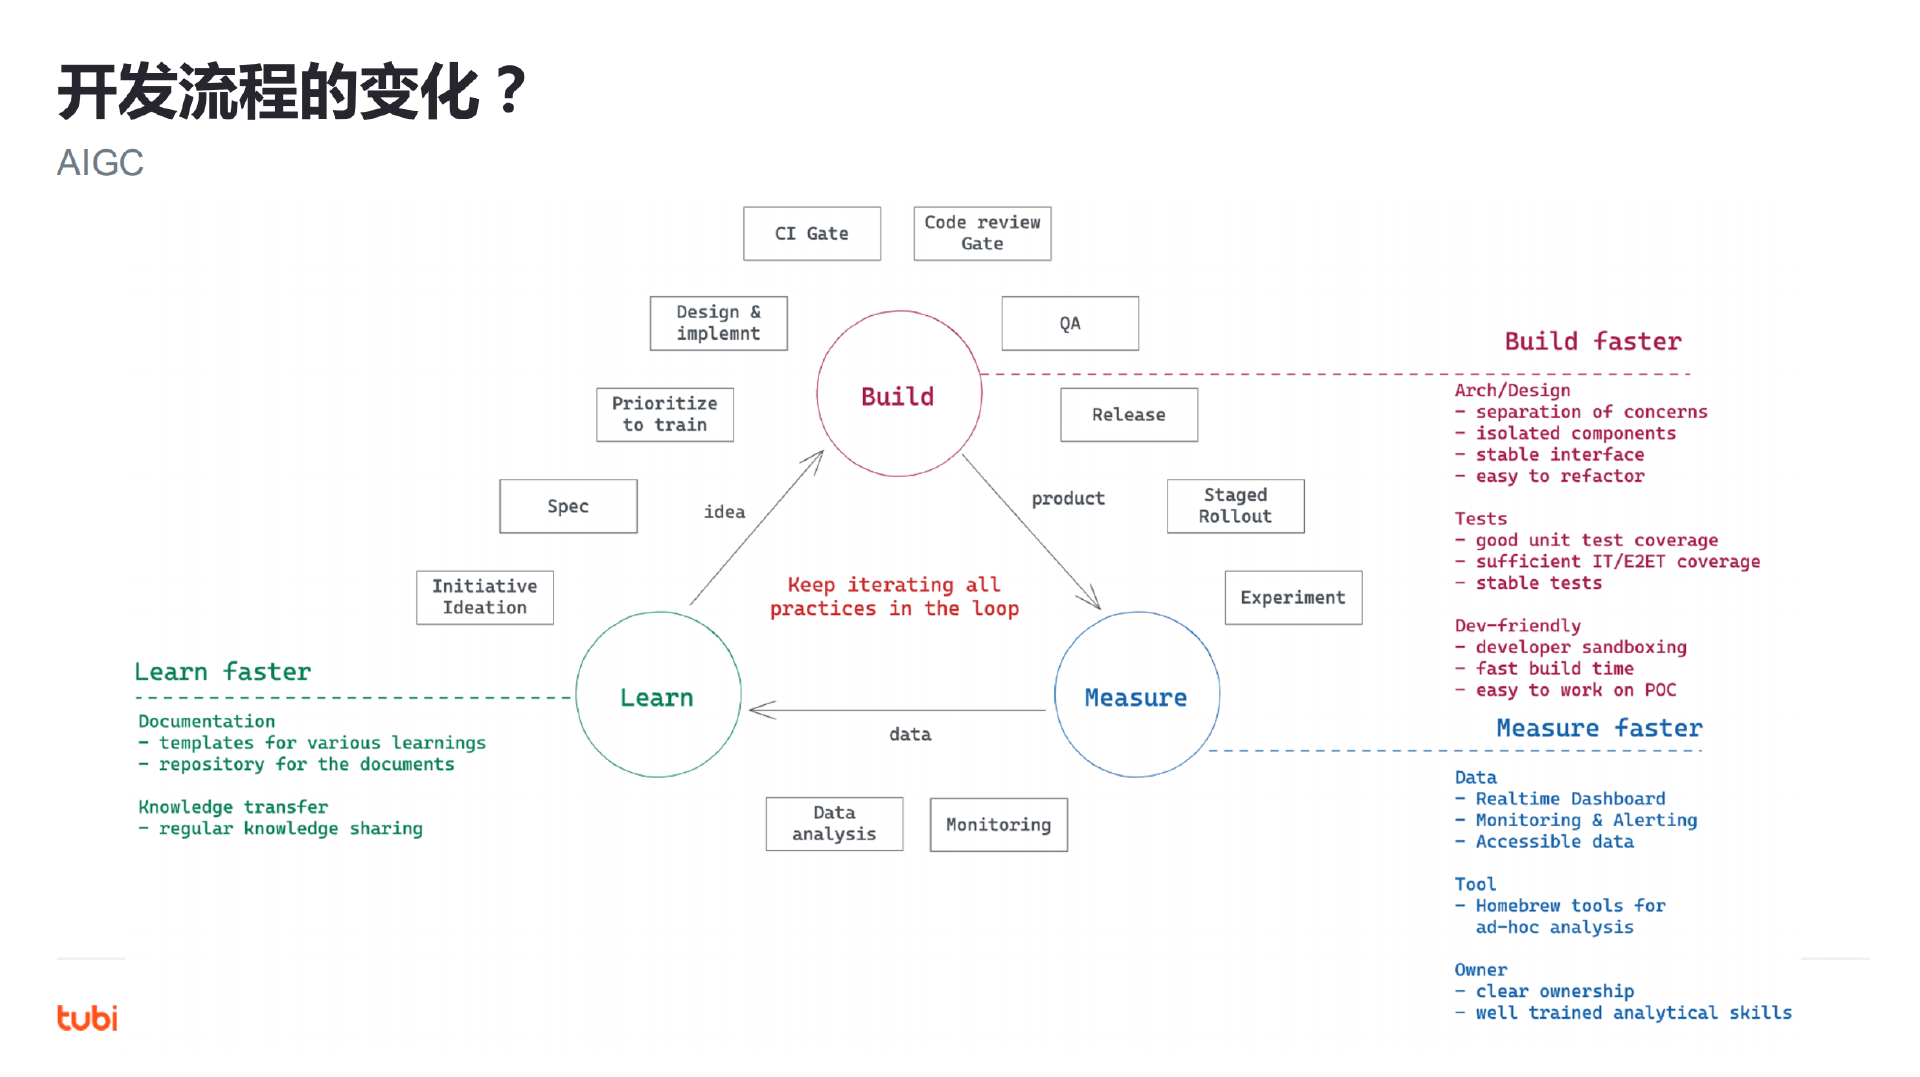 开发流程的变化？
AIGC
CI Gate
Code review
Gate
Design &
implemnt
QA
Prioritize
to train
Release
Spec
Staged
Rollout
Initiative
Ideation
Experiment
Build
idea
product
Keep iterating all
practices in the loop
Learn
Measure
data
Data
analysis
Monitoring
Learn faster
Documentation
- templates for various learnings
- repository for the documents
Knowledge transfer
- regular knowledge sharing
Build faster
Arch/Design
- separation of concerns
- isolated components
- stable interface
- easy to refactor
Tests
- good unit test coverage
- sufficient IT/E2ET coverage
- stable tests
Dev-friendly
- developer sandboxing
- fast build time
- easy to work on POC
Measure faster
Data
- Realtime Dashboard
- Monitoring & Alerting
- Accessible data
Tool
- Homebrew tools for
ad-hoc analysis
Owner
- clear ownership
- well trained analytical skills
tubi